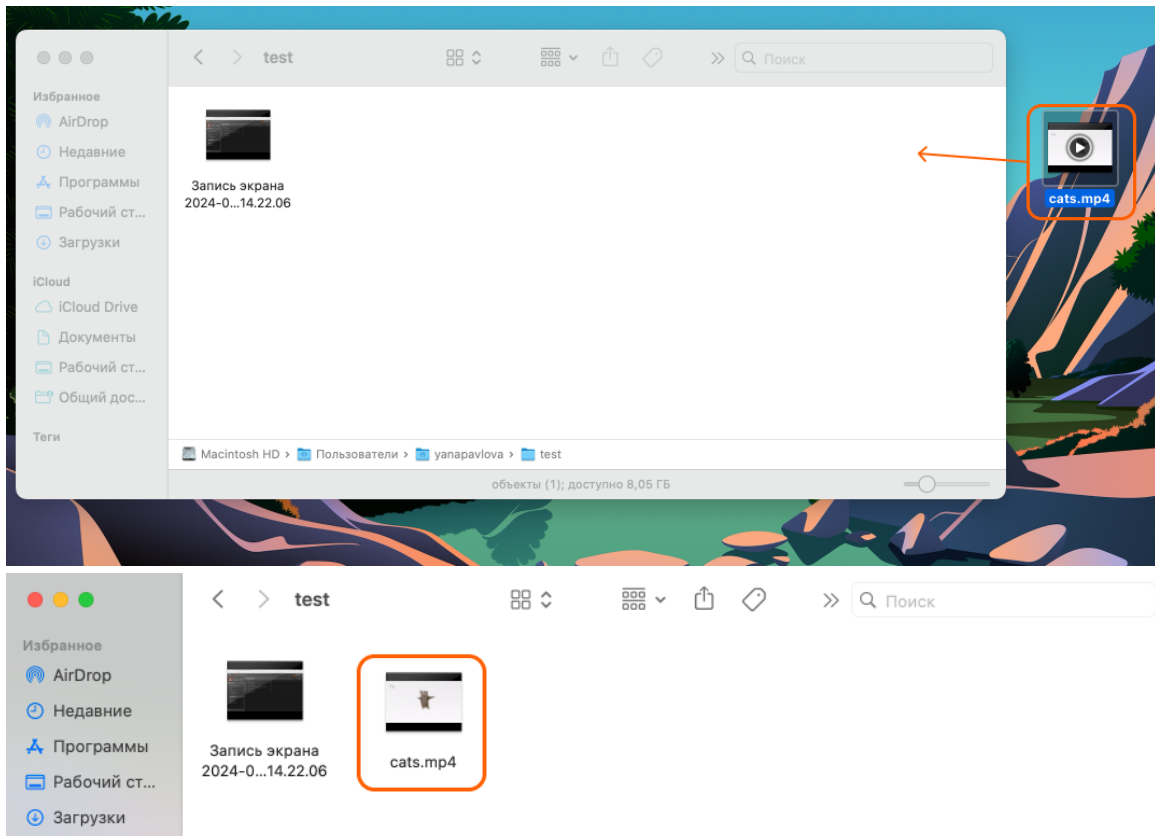 test
Поиск
Избранное
AirDrop
Недавние
Программы
Рабочий ст...
Загрузки
iCloud
iCloud Drive
Документы
Рабочий ст...
Общий дос...
Теги
Запись экрана
2024-0...14.22.06
cats.mp4
Macintosh HD › Пользователи › yanapavlova › test
объекты (1); доступно 8,05 ГБ
test
Поиск
Избранное
AirDrop
Недавние
Программы
Рабочий ст...
Загрузки
Запись экрана
2024-0...14.22.06
cats.mp4